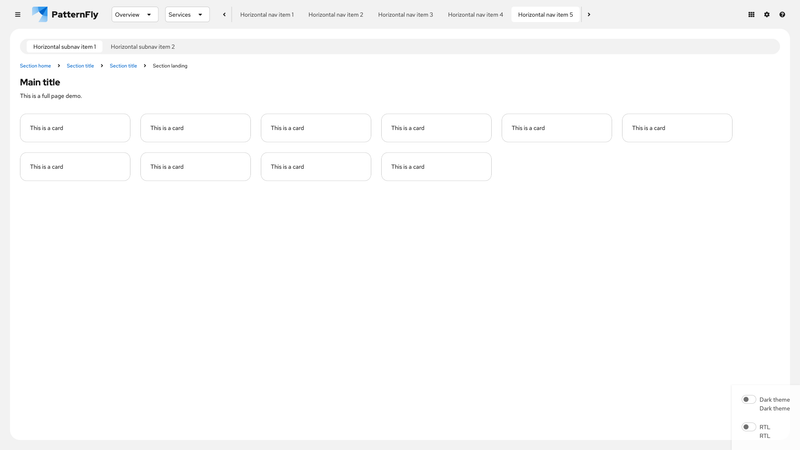 PatternFly
Overview
Services
Horizontal nav item 1
Horizontal nav item 2
Horizontal nav item 3
Horizontal nav item 4
Horizontal nav item 5
Horizontal subnav item 1
Horizontal subnav item 2
Section home
Section title
Section title
Section landing
Main title
This is a full page demo.
This is a card
This is a card
This is a card
This is a card
This is a card
This is a card
This is a card
This is a card
This is a card
This is a card
Dark theme
Dark theme
RTL
RTL